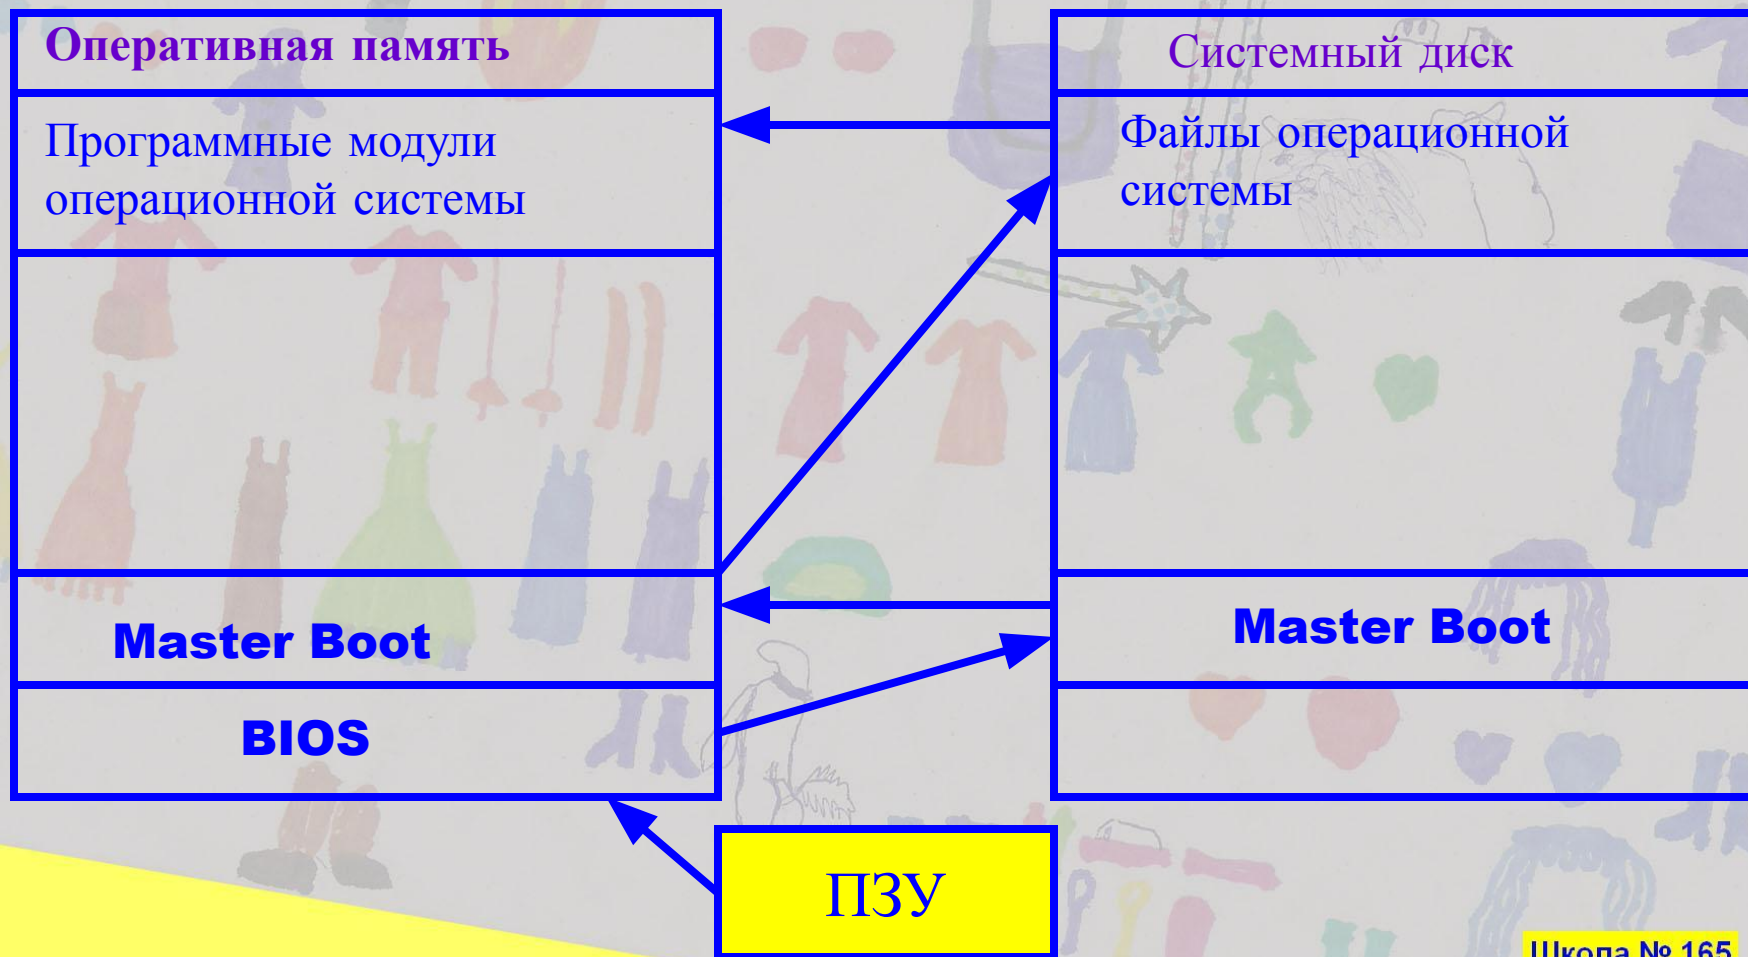 Оперативная память
Системный диск
Программные модули
операционной системы
Файлы операционной
системы
Master Boot
Master Boot
BIOS
ПЗУ
Школа № 165